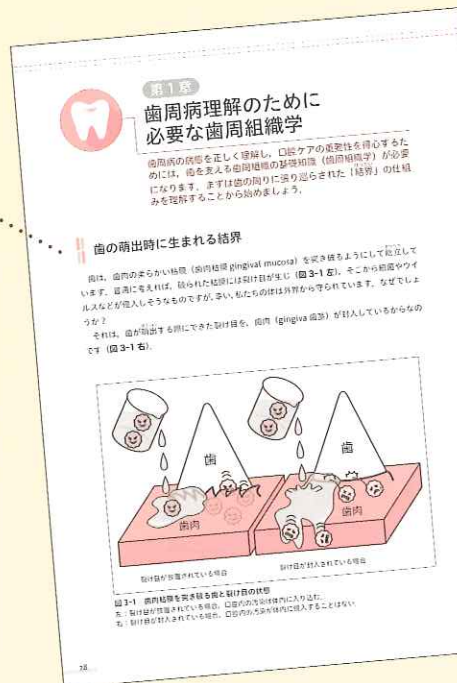 第1章
歯周病理解のために
必要な歯周組織学
歯周病の病態を正しく理解し,口腔ケアの重要性を得心するた
めには,歯を支える歯周組織の基礎知識(歯周組織学)が必要
になります.まずは歯の周りに張り巡らされた「結界」の仕組
みを理解することから始めましょう.
歯の萌出時に生まれる結界
歯は,歯肉の柔らかい粘膜(歯肉粘膜 gingival mucosa)を突き破るようにして
います.普通に考えれば,破られた粘膜には裂け目が生じ(図3-1左),そこから細菌やウイ
ルスなどが侵入しそうなものですが,幸い,私たちの体は外界から守られています.なぜでしょ
うか?
それは,歯が萌出する際にできた裂け目を,歯肉(gingiva 歯茎)が封入しているからなの
です(図3-1右).
歯
歯
歯肉
歯肉
裂け目が放置されている場合
裂け目が封入されている場合
図3-1 歯肉粘膜を突き破る歯と裂け目の状態
左:裂け目が放置されている場合,口腔内の汚染は体内に入り込む.
右:裂け目が封入されている場合,口腔内の汚染が体内に侵入することはない.